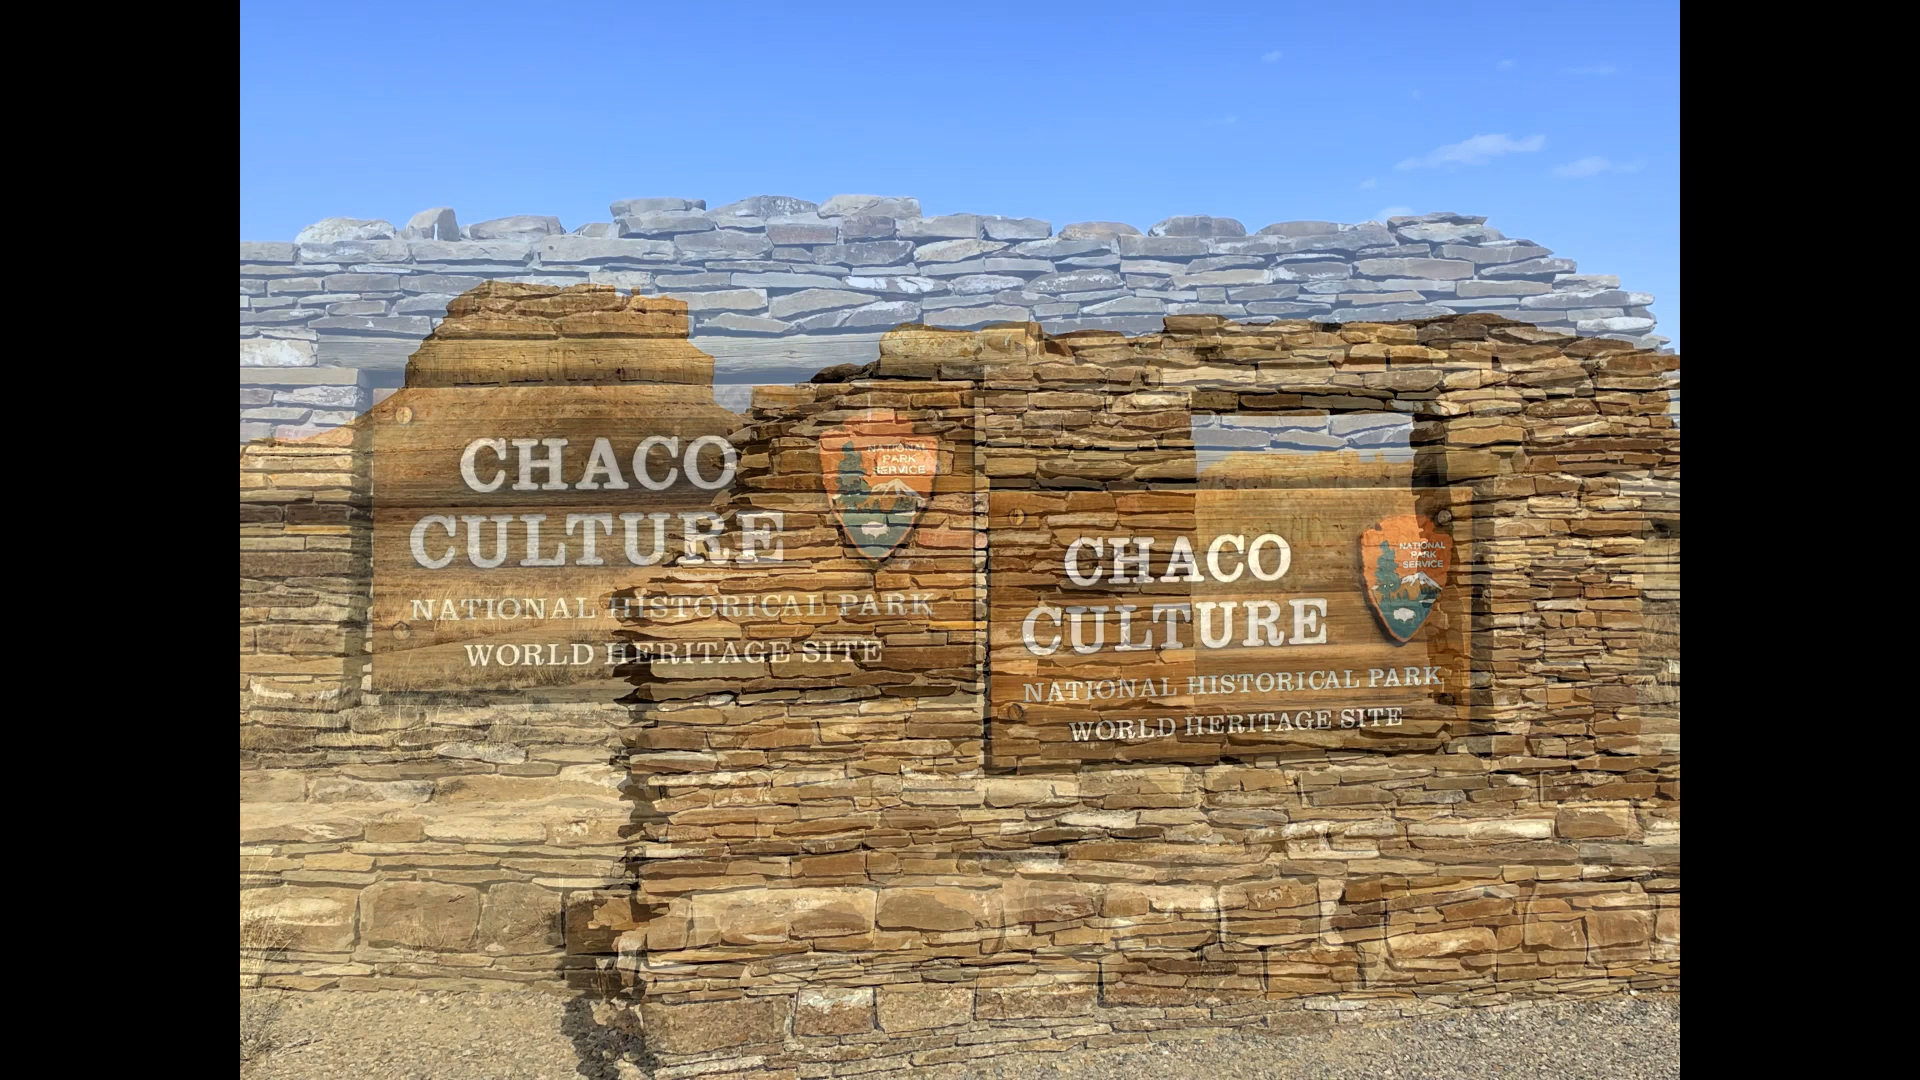 CHACO
CULTURE
NATIONAL HISTORICAL PARK
WORLD HERITAGE SITE
NATIONAL
PARK
SERVICE
CHACO
CULTURE
NATIONAL HISTORICAL PARK
WORLD HERITAGE SITE
NATIONAL
PARK
SERVICE